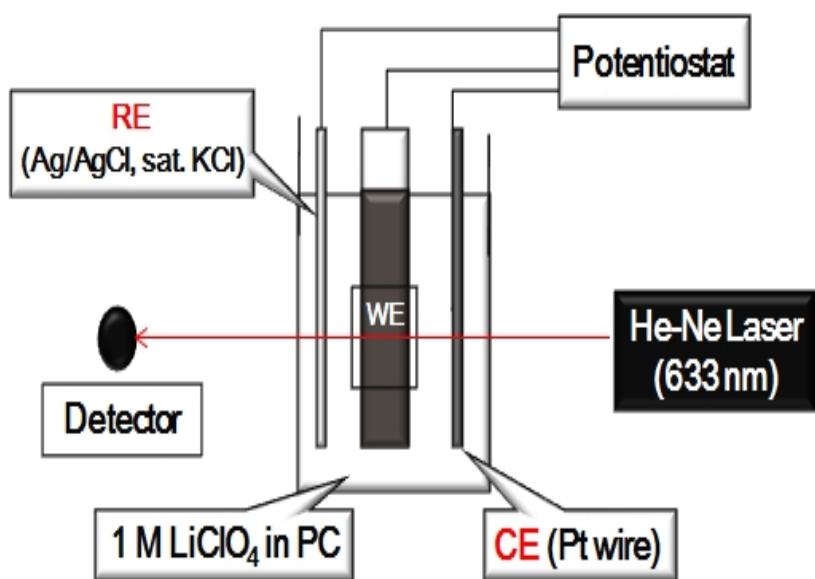 Potentiostat
RE
(Ag/AgCl, sat. KCl)
WE
He-Ne Laser
(633 nm)
Detector
1 M LiClO₄ in PC
CE (Pt wire)